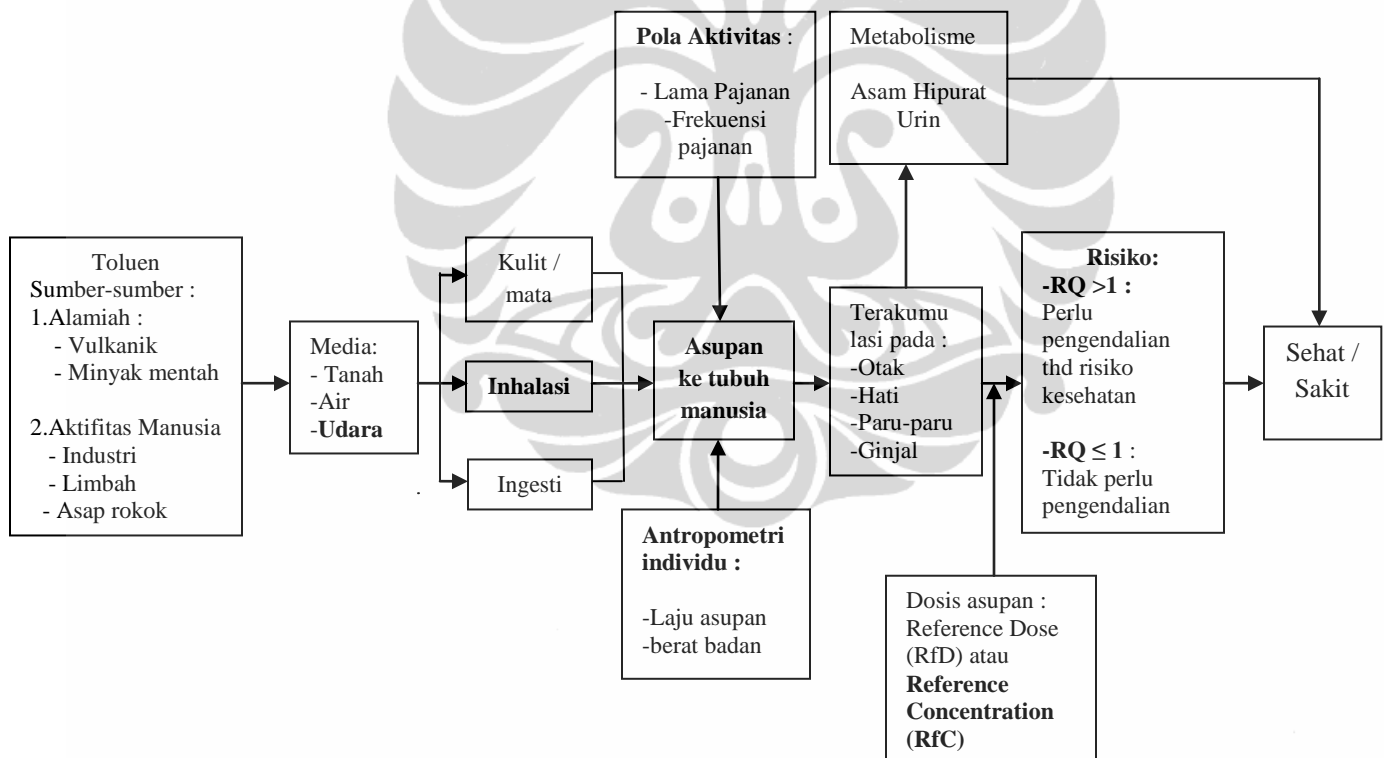 Toluen
Sumber-sumber :
1.Alamiah :
- Vulkanik
- Minyak mentah
2.Aktifitas Manusia
- Industri
- Limbah
- Asap rokok
Media:
- Tanah
-Air
-Udara
Kulit /
mata
Inhalasi
Ingesti
Pola Aktivitas :
- Lama Pajanan
-Frekuensi
pajanan
Asupan
ke tubuh
manusia
Antropometri
individu :
-Laju asupan
-berat badan
Metabolisme
Asam Hipurat
Urin
Terakumu
lasi pada :
-Otak
-Hati
-Paru-paru
-Ginjal
Dosis asupan :
Reference Dose
(RfD) atau
Reference
Concentration
(RfC)
Risiko:
-RQ >1 :
Perlu
pengendalian
thd risiko
kesehatan
-RQ ≤ 1 :
Tidak perlu
pengendalian
Sehat /
Sakit